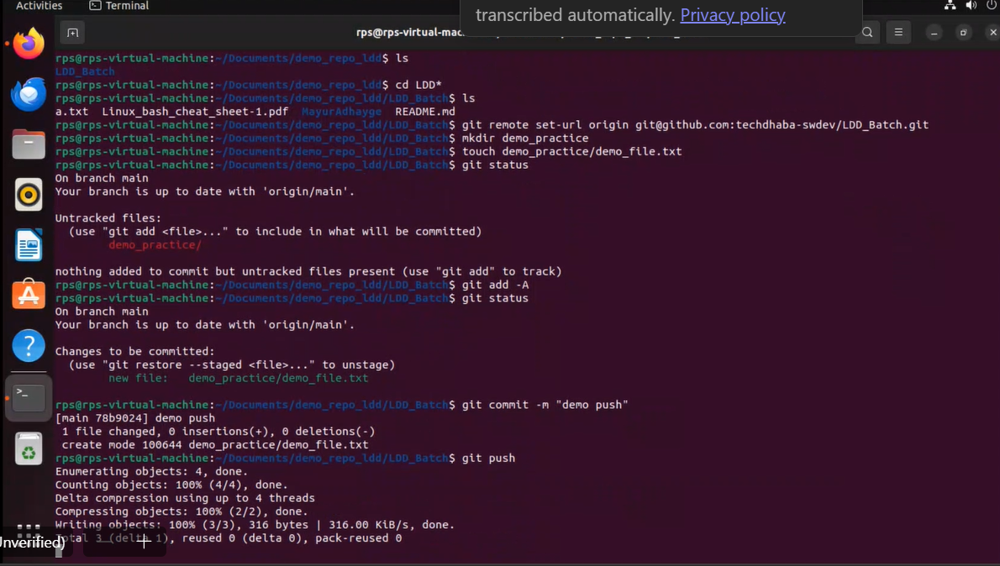 Activities
Terminal
transcribed automatically. Privacy policy
rps@rps-virtual-mac
rps@rps-virtual-machine:~/Documents/demo_repo_ldd$ ls
LDD_Batch
rps@rps-virtual-machine:~/Documents/demo_repo_ldd$ cd LDD*
rps@rps-virtual-machine:~/Documents/demo_repo_ldd/LDD_Batch$ ls
a.txt  Linux_bash_cheat_sheet-1.pdf  MayurAdhayge  README.md
rps@rps-virtual-machine:~/Documents/demo_repo_ldd/LDD_Batch$ git remote set-url origin git@github.com:techdhaba-swdev/LDD_Batch.git
rps@rps-virtual-machine:~/Documents/demo_repo_ldd/LDD_Batch$ mkdir demo_practice
rps@rps-virtual-machine:~/Documents/demo_repo_ldd/LDD_Batch$ touch demo_practice/demo_file.txt
rps@rps-virtual-machine:~/Documents/demo_repo_ldd/LDD_Batch$ git status
On branch main
Your branch is up to date with 'origin/main'.
Untracked files:
(use "git add <file>..." to include in what will be committed)
demo_practice/
nothing added to commit but untracked files present (use "git add" to track)
rps@rps-virtual-machine:~/Documents/demo_repo_ldd/LDD_Batch$ git add -A
rps@rps-virtual-machine:~/Documents/demo_repo_ldd/LDD_Batch$ git status
On branch main
Your branch is up to date with 'origin/main'.
Changes to be committed:
(use "git restore --staged <file>..." to unstage)
new file:   demo_practice/demo_file.txt
rps@rps-virtual-machine:~/Documents/demo_repo_ldd/LDD_Batch$ git commit -m "demo push"
[main 78b9024] demo push
1 file changed, 0 insertions(+), 0 deletions(-)
create mode 100644 demo_practice/demo_file.txt
rps@rps-virtual-machine:~/Documents/demo_repo_ldd/LDD_Batch$ git push
Enumerating objects: 4, done.
Counting objects: 100% (4/4), done.
Delta compression using up to 4 threads
Compressing objects: 100% (2/2), done.
Writing objects: 100% (3/3), 316 bytes | 316.00 KiB/s, done.
Total 3 (delta 1), reused 0 (delta 0), pack-reused 0
Unverified)